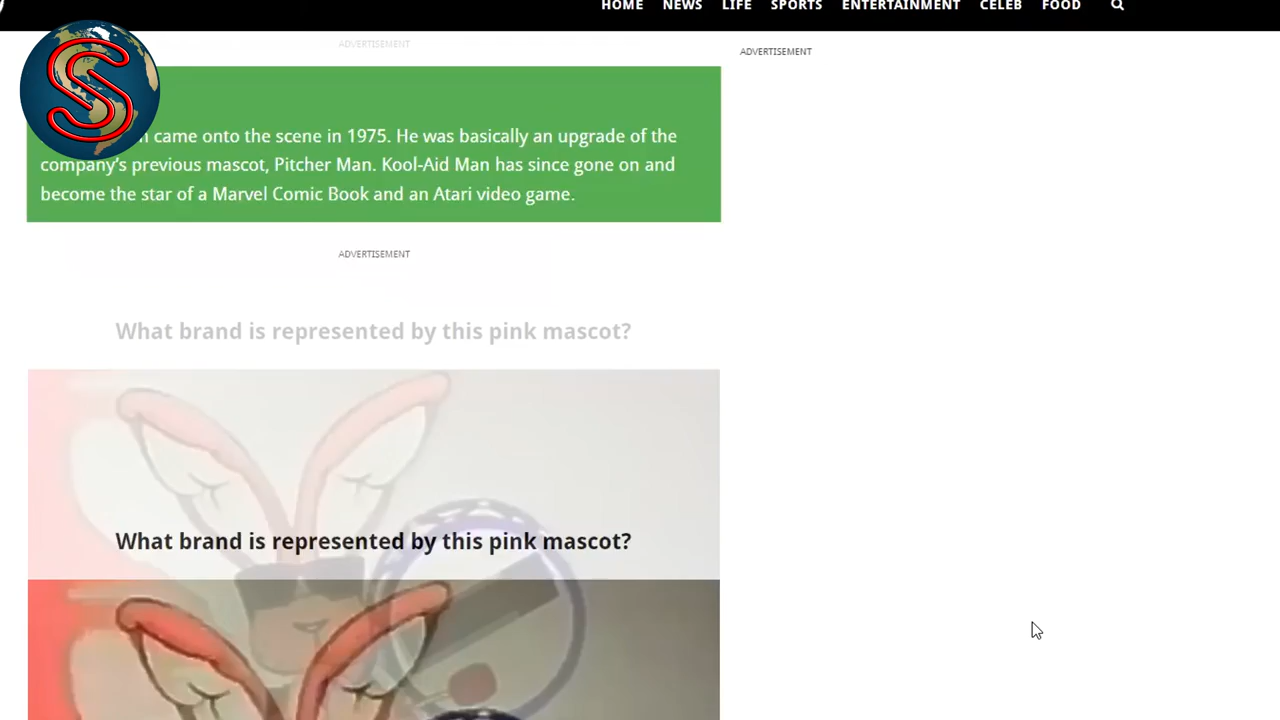 HOME NEWS LIFE SPORTS ENTERTAINMENT CELEB FOOD
ADVERTISEMENT
ADVERTISEMENT
S
came onto the scene in 1975. He was basically an upgrade of the
company's previous mascot, Pitcher Man. Kool-Aid Man has since gone on and
become the star of a Marvel Comic Book and an Atari video game.
ADVERTISEMENT
What brand is represented by this pink mascot?
What brand is represented by this pink mascot?